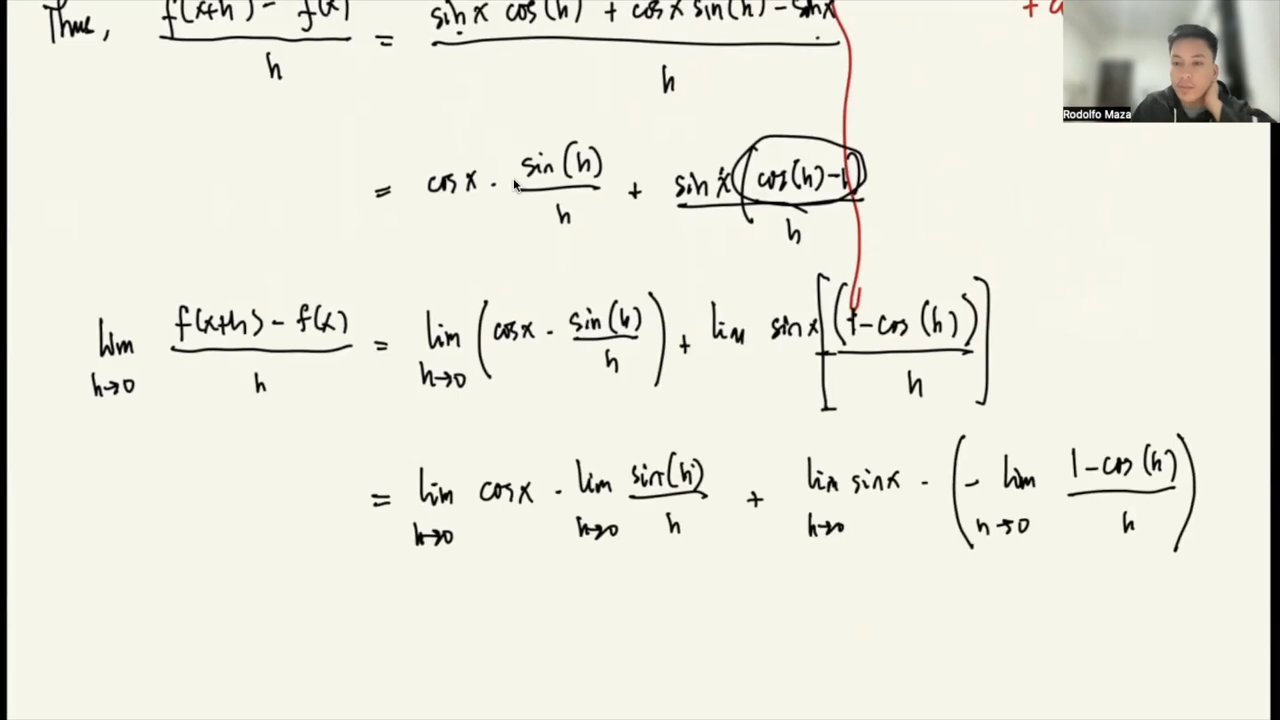 Thus, f(x+h) - f(x) / h = sin x cos(h) + cos x sin(h) - sin x / h
Rodolfo Maza
= cos x · sin(h) / h + sin x (cos(h) - 1) / h
lim h→0 f(x+h) - f(x) / h = lim h→0 (cos x · sin(h) / h) + lim sin x [- (1 - cos(h)) / h]
= lim h→0 cos x · lim h→0 sin(h) / h + lim h→0 sin x · (- lim h→0 1 - cos(h) / h)